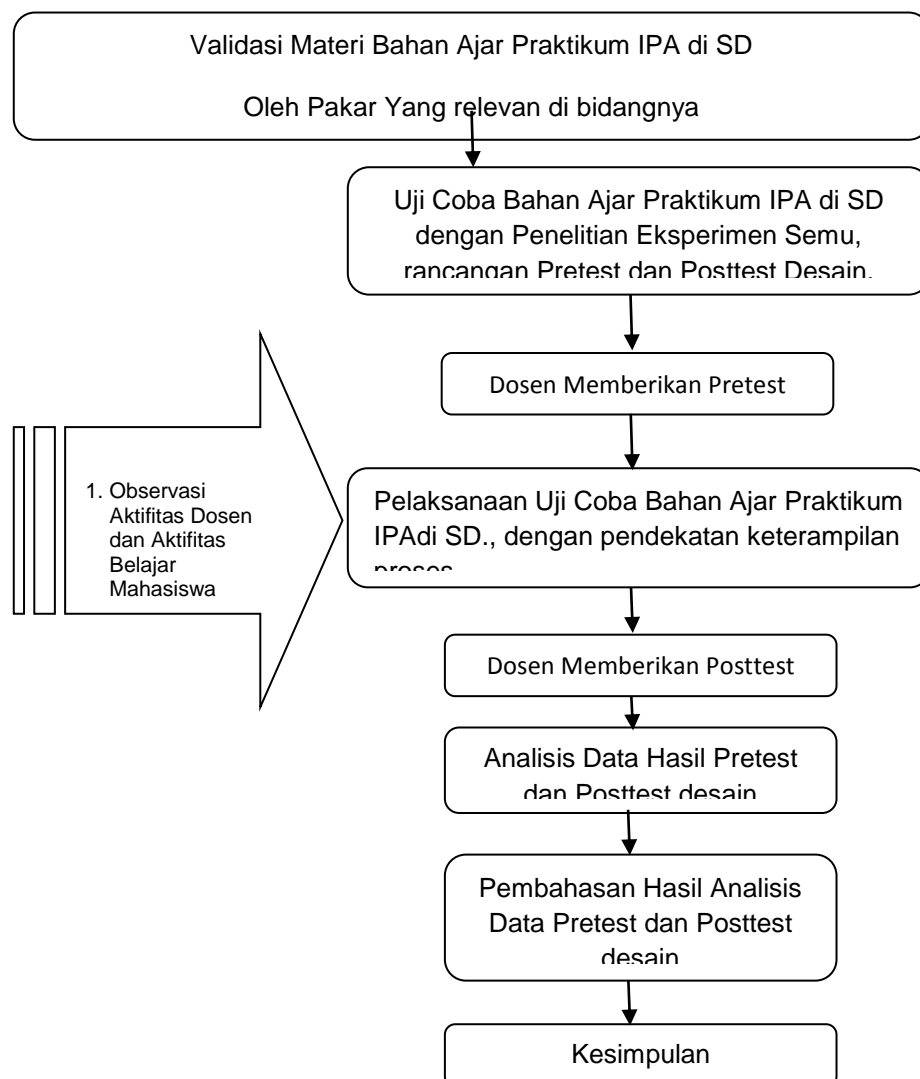 Validasi Materi Bahan Ajar Praktikum IPA di SD
Oleh Pakar Yang relevan di bidangnya
Uji Coba Bahan Ajar Praktikum IPA di SD
dengan Penelitian Eksperimen Semu,
rancangan Pretest dan Posttest Desain.
Dosen Memberikan Pretest
1. Observasi
Aktifitas Dosen
dan Aktifitas
Belajar
Mahasiswa
Pelaksanaan Uji Coba Bahan Ajar Praktikum
IPAdi SD., dengan pendekatan keterampilan
proses
Dosen Memberikan Posttest
Analisis Data Hasil Pretest
dan Posttest desain
Pembahasan Hasil Analisis
Data Pretest dan Posttest
desain
Kesimpulan